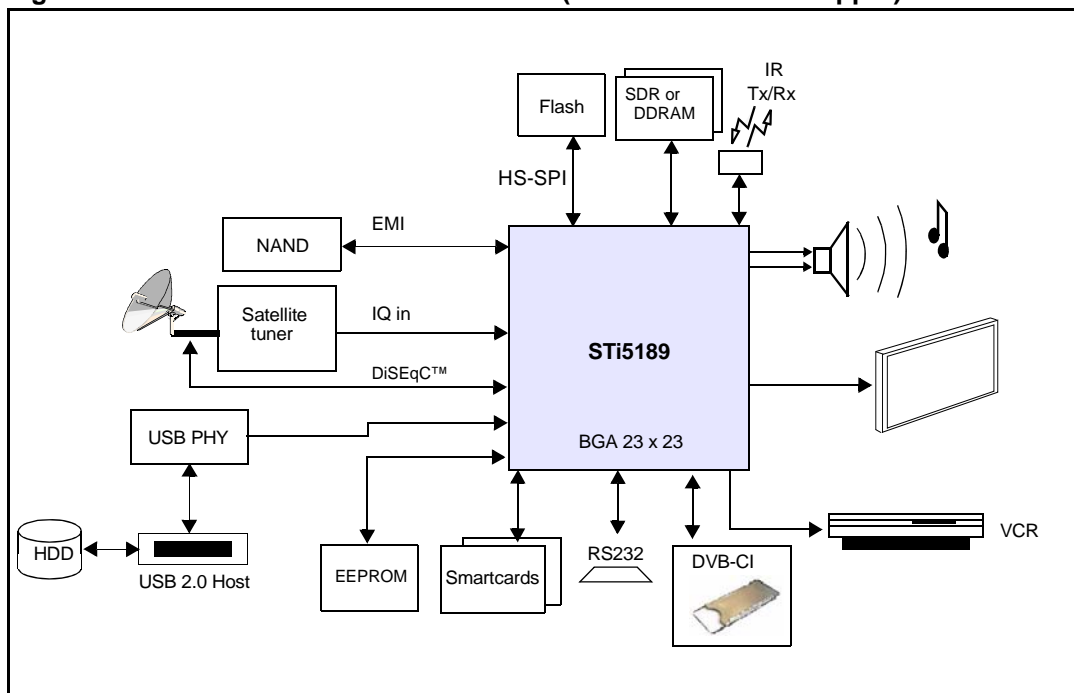 IR
Tx/Rx
Flash
SDR or
DDRAM
HS-SPI
EMI
NAND
Satellite
tuner
IQ in
STi5189
DiSEqC™
USB PHY
BGA 23 x 23
HDD
USB 2.0 Host
EEPROM
Smartcards
RS232
DVB-CI
VCR